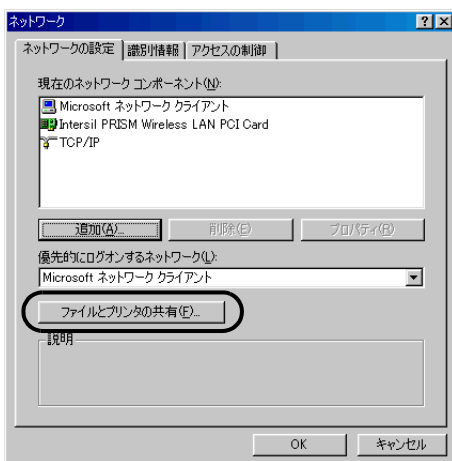 ネットワーク
ネットワークの設定 識別情報 アクセスの制御
現在のネットワーク コンポーネント(N):
Microsoft ネットワーク クライアント
Intersil PRISM Wireless LAN PCI Card
TCP/IP
追加(A)... 削除(E) プロパティ(R)
優先的にログオンするネットワーク(L):
Microsoft ネットワーク クライアント
ファイルとプリンタの共有(F)...
説明
OK キャンセル